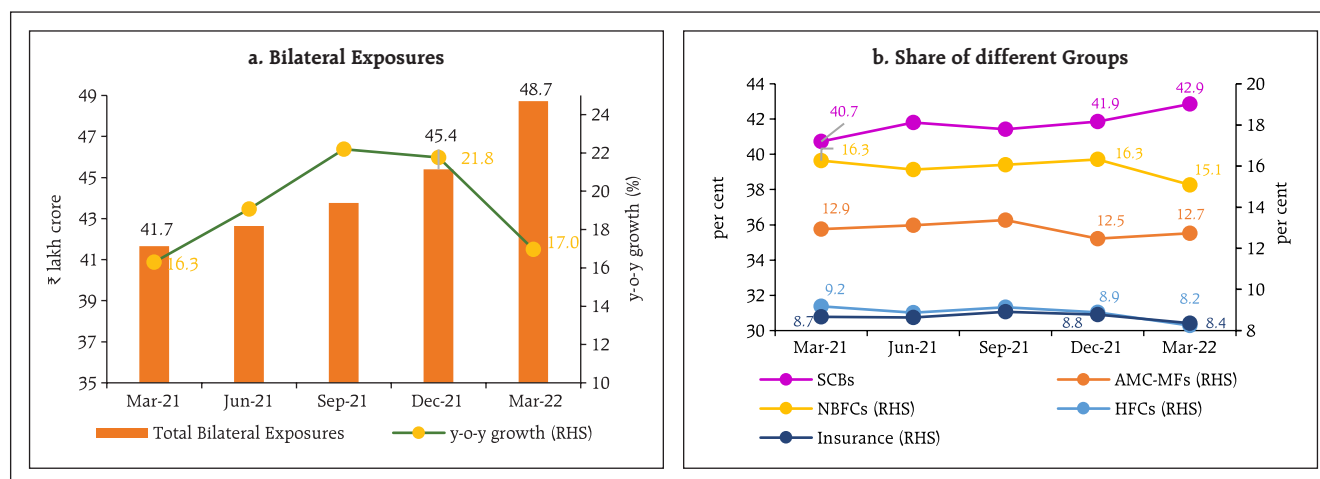 a. Bilateral Exposures
49
47
45
43
41
39
37
35
₹ lakh crore
41.7
45.4
48.7
16.3
21.8
17.0
24
22
20
18
16
14
12
10
y-o-y growth (%)
Mar-21 Jun-21 Sep-21 Dec-21 Mar-22
Total Bilateral Exposures y-o-y growth (RHS)
b. Share of different Groups
44
42
40
38
36
34
32
30
per cent
40.7 41.9 42.9
16.3 16.3 15.1
12.9 12.5 12.7
9.2 8.9 8.2
8.7 8.8 8.4
20
18
16
14
12
10
8
per cent
Mar-21 Jun-21 Sep-21 Dec-21 Mar-22
SCBs AMC-MFs (RHS)
NBFCs (RHS) HFCs (RHS)
Insurance (RHS)